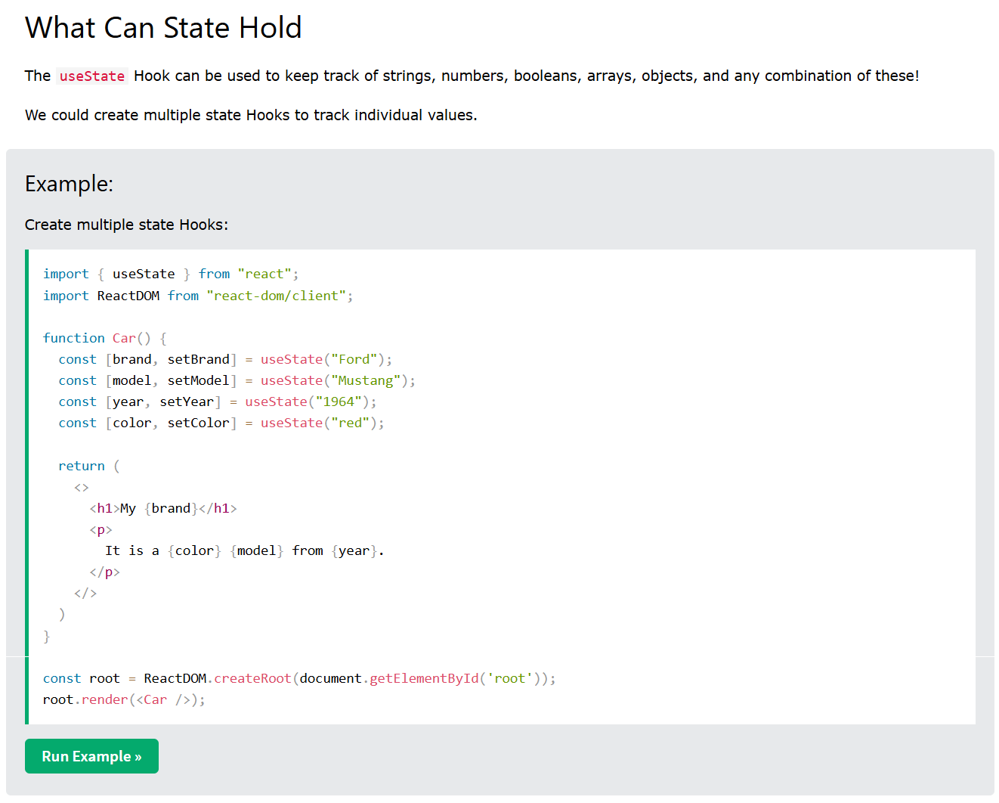 What Can State Hold
The useState Hook can be used to keep track of strings, numbers, booleans, arrays, objects, and any combination of these!
We could create multiple state Hooks to track individual values.
Example:
Create multiple state Hooks:
import { useState } from "react";
import ReactDOM from "react-dom/client";
function Car() {
  const [brand, setBrand] = useState("Ford");
  const [model, setModel] = useState("Mustang");
  const [year, setYear] = useState("1964");
  const [color, setColor] = useState("red");
  return (
    <>
      <h1>My {brand}</h1>
      <p>
        It is a {color} {model} from {year}.
      </p>
    </>
  )
}
const root = ReactDOM.createRoot(document.getElementById('root'));
root.render(<Car />);
Run Example »